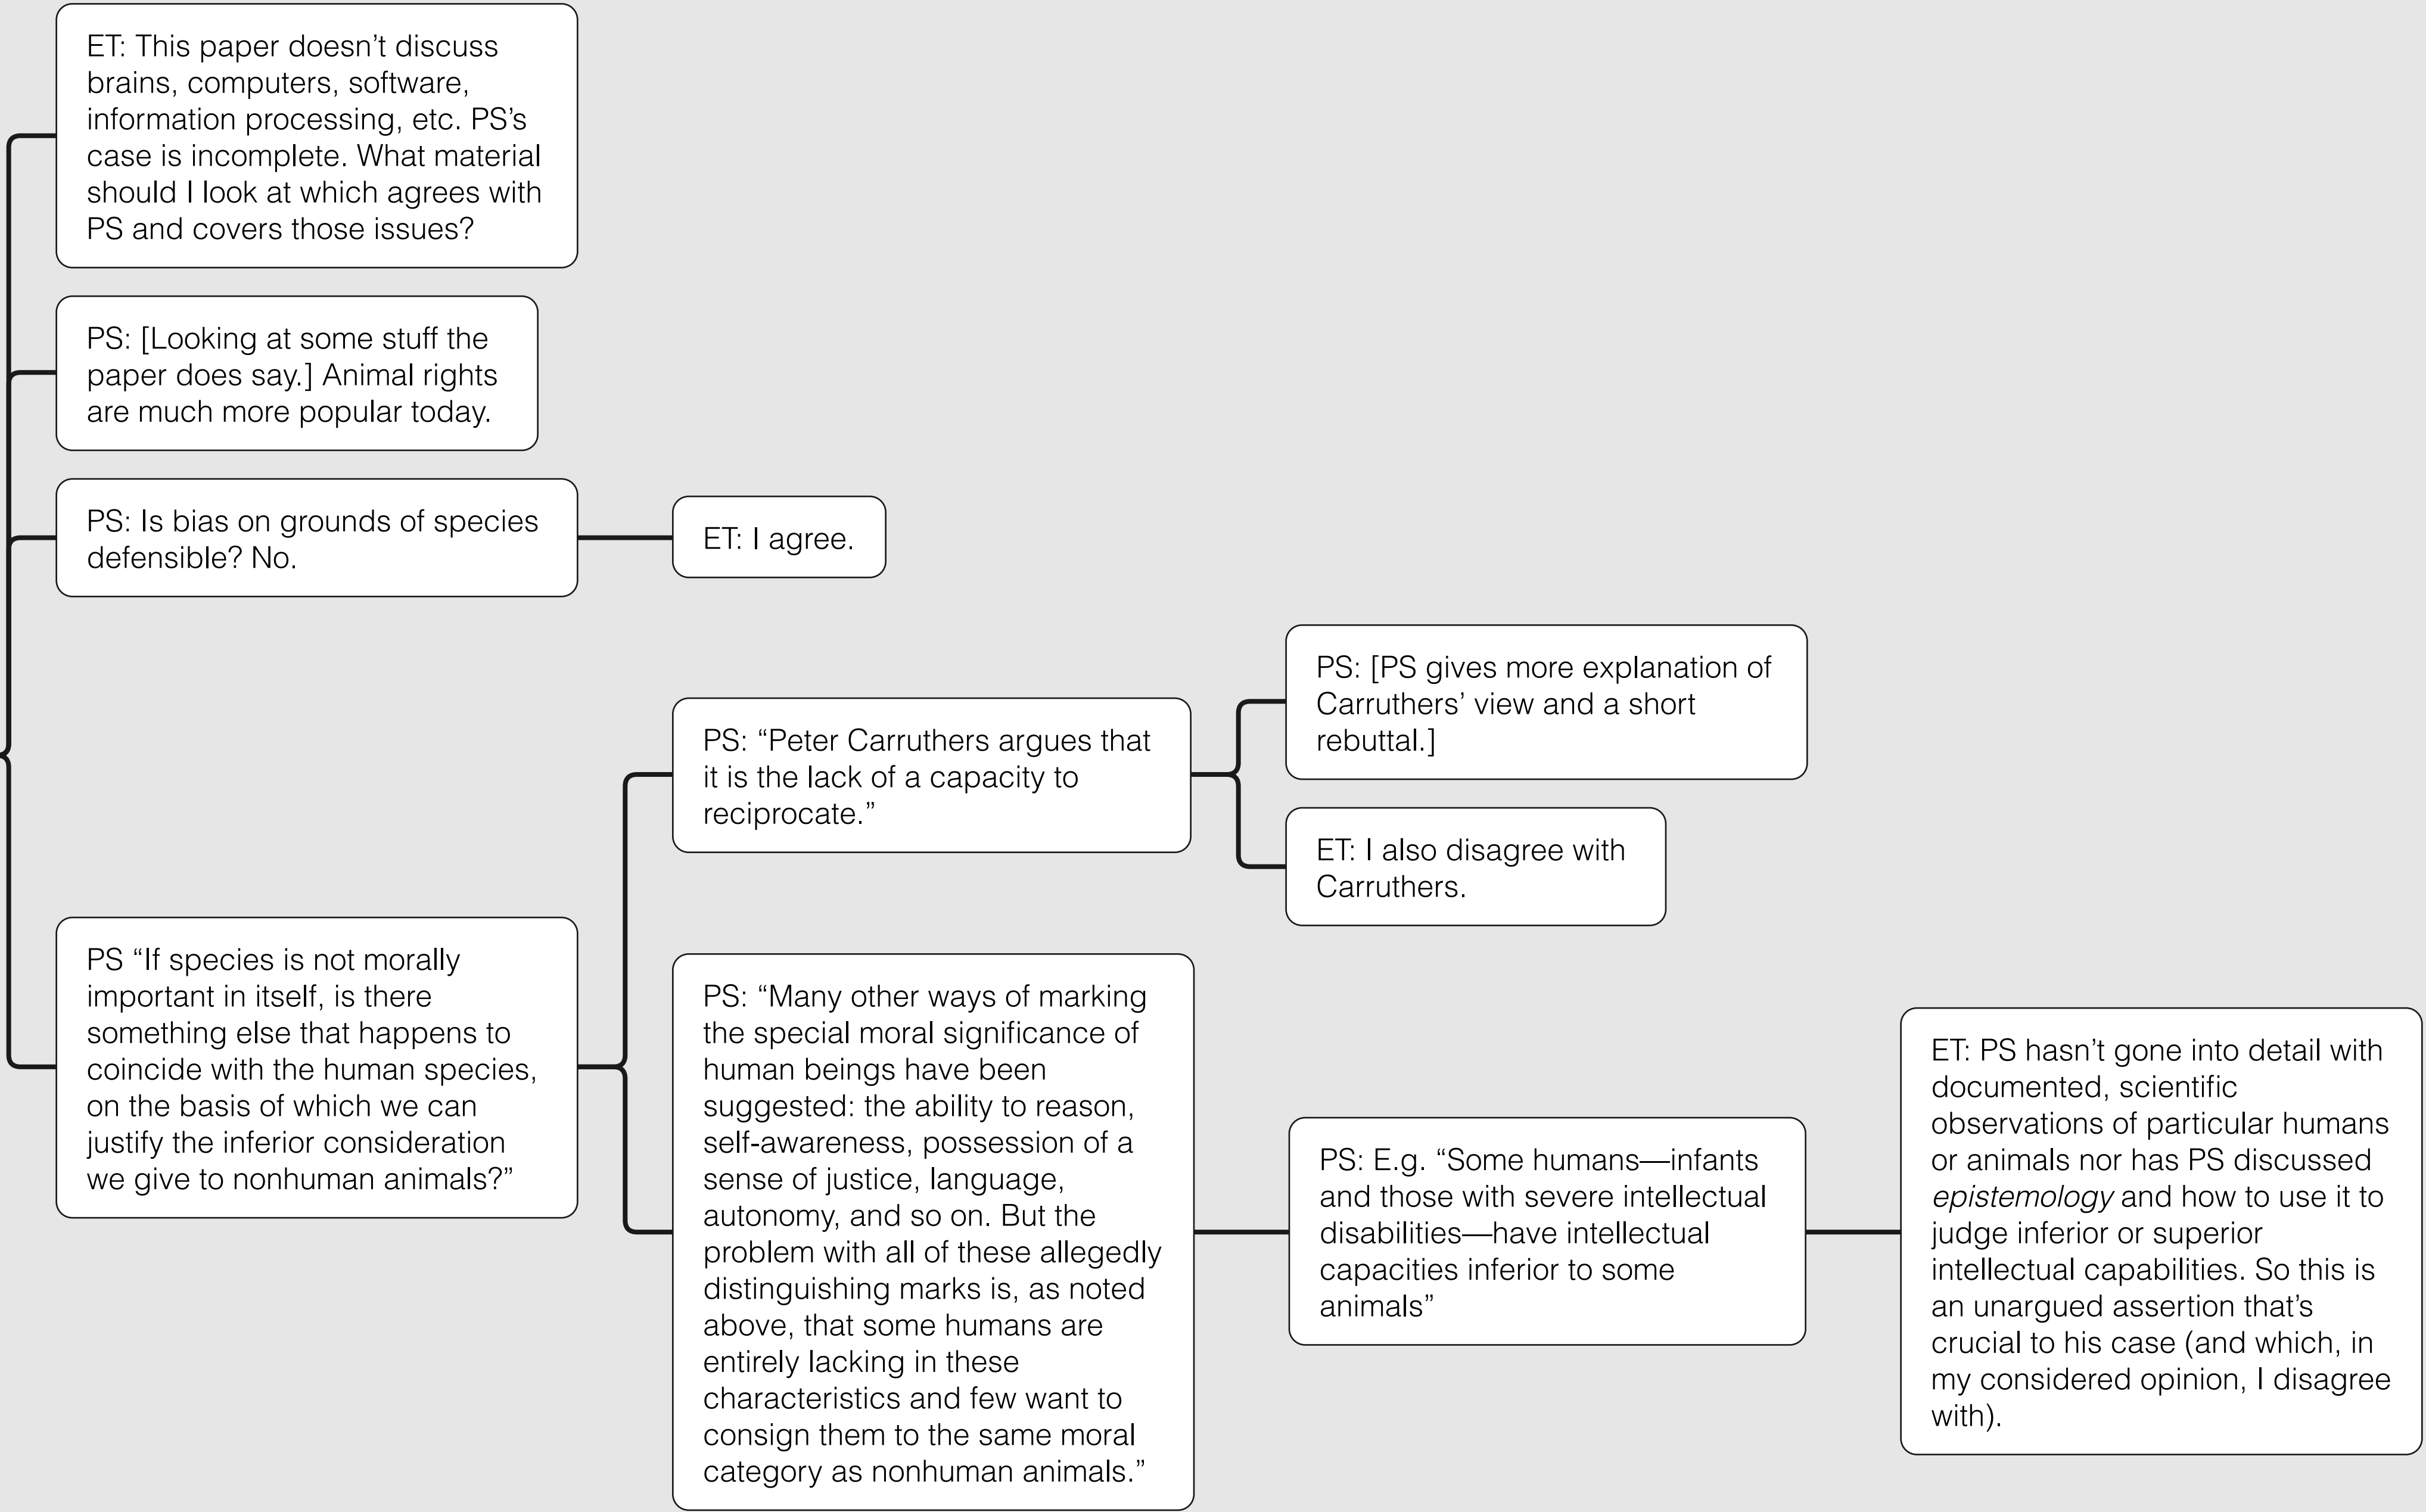 ET: This paper doesn’t discuss
brains, computers, software,
information processing, etc. PS’s
case is incomplete. What material
should I look at which agrees with
PS and covers those issues?
PS: [Looking at some stuff the
paper does say.] Animal rights
are much more popular today.
PS: Is bias on grounds of species
defensible? No.
ET: I agree.
PS “If species is not morally
important in itself, is there
something else that happens to
coincide with the human species,
on the basis of which we can
justify the inferior consideration
we give to nonhuman animals?”
PS: “Peter Carruthers argues that
it is the lack of a capacity to
reciprocate.”
PS: [PS gives more explanation of
Carruthers’ view and a short
rebuttal.]
ET: I also disagree with
Carruthers.
PS: “Many other ways of marking
the special moral significance of
human beings have been
suggested: the ability to reason,
self-awareness, possession of a
sense of justice, language,
autonomy, and so on. But the
problem with all of these allegedly
distinguishing marks is, as noted
above, that some humans are
entirely lacking in these
characteristics and few want to
consign them to the same moral
category as nonhuman animals.”
PS: E.g. “Some humans—infants
and those with severe intellectual
disabilities—have intellectual
capacities inferior to some
animals”
ET: PS hasn’t gone into detail with
documented, scientific
observations of particular humans
or animals nor has PS discussed
epistemology and how to use it to
judge inferior or superior
intellectual capabilities. So this is
an unargued assertion that’s
crucial to his case (and which, in
my considered opinion, I disagree
with).